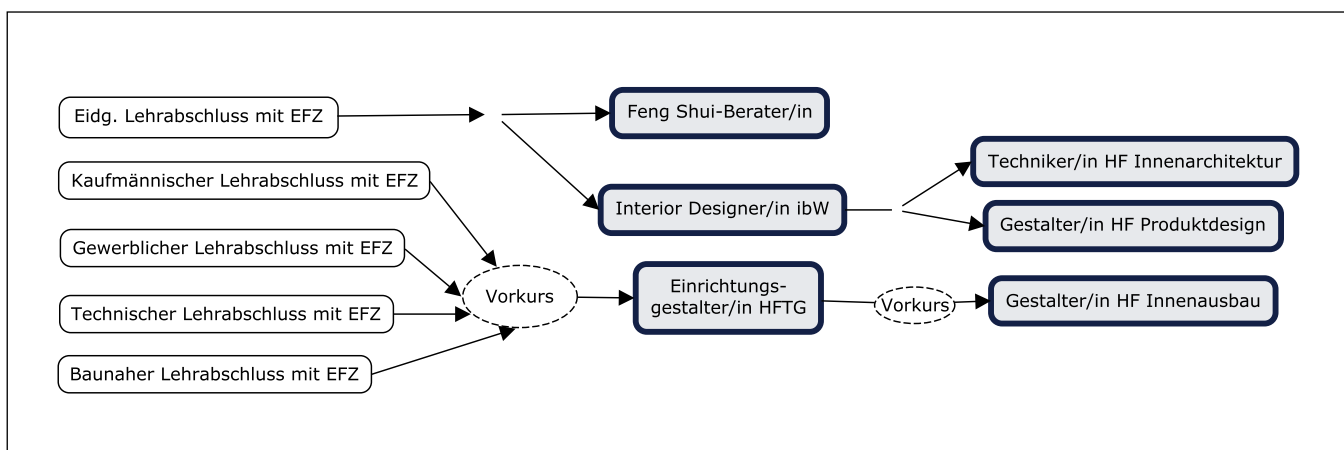 Eidg. Lehrabschluss mit EFZ
Kaufmännischer Lehrabschluss mit EFZ
Gewerblicher Lehrabschluss mit EFZ
Technischer Lehrabschluss mit EFZ
Baunaher Lehrabschluss mit EFZ
Vorkurs
Feng Shui-Berater/in
Interior Designer/in ibW
Einrichtungs-
gestalter/in HFTG
Vorkurs
Techniker/in HF Innenarchitektur
Gestalter/in HF Produktdesign
Gestalter/in HF Innenausbau